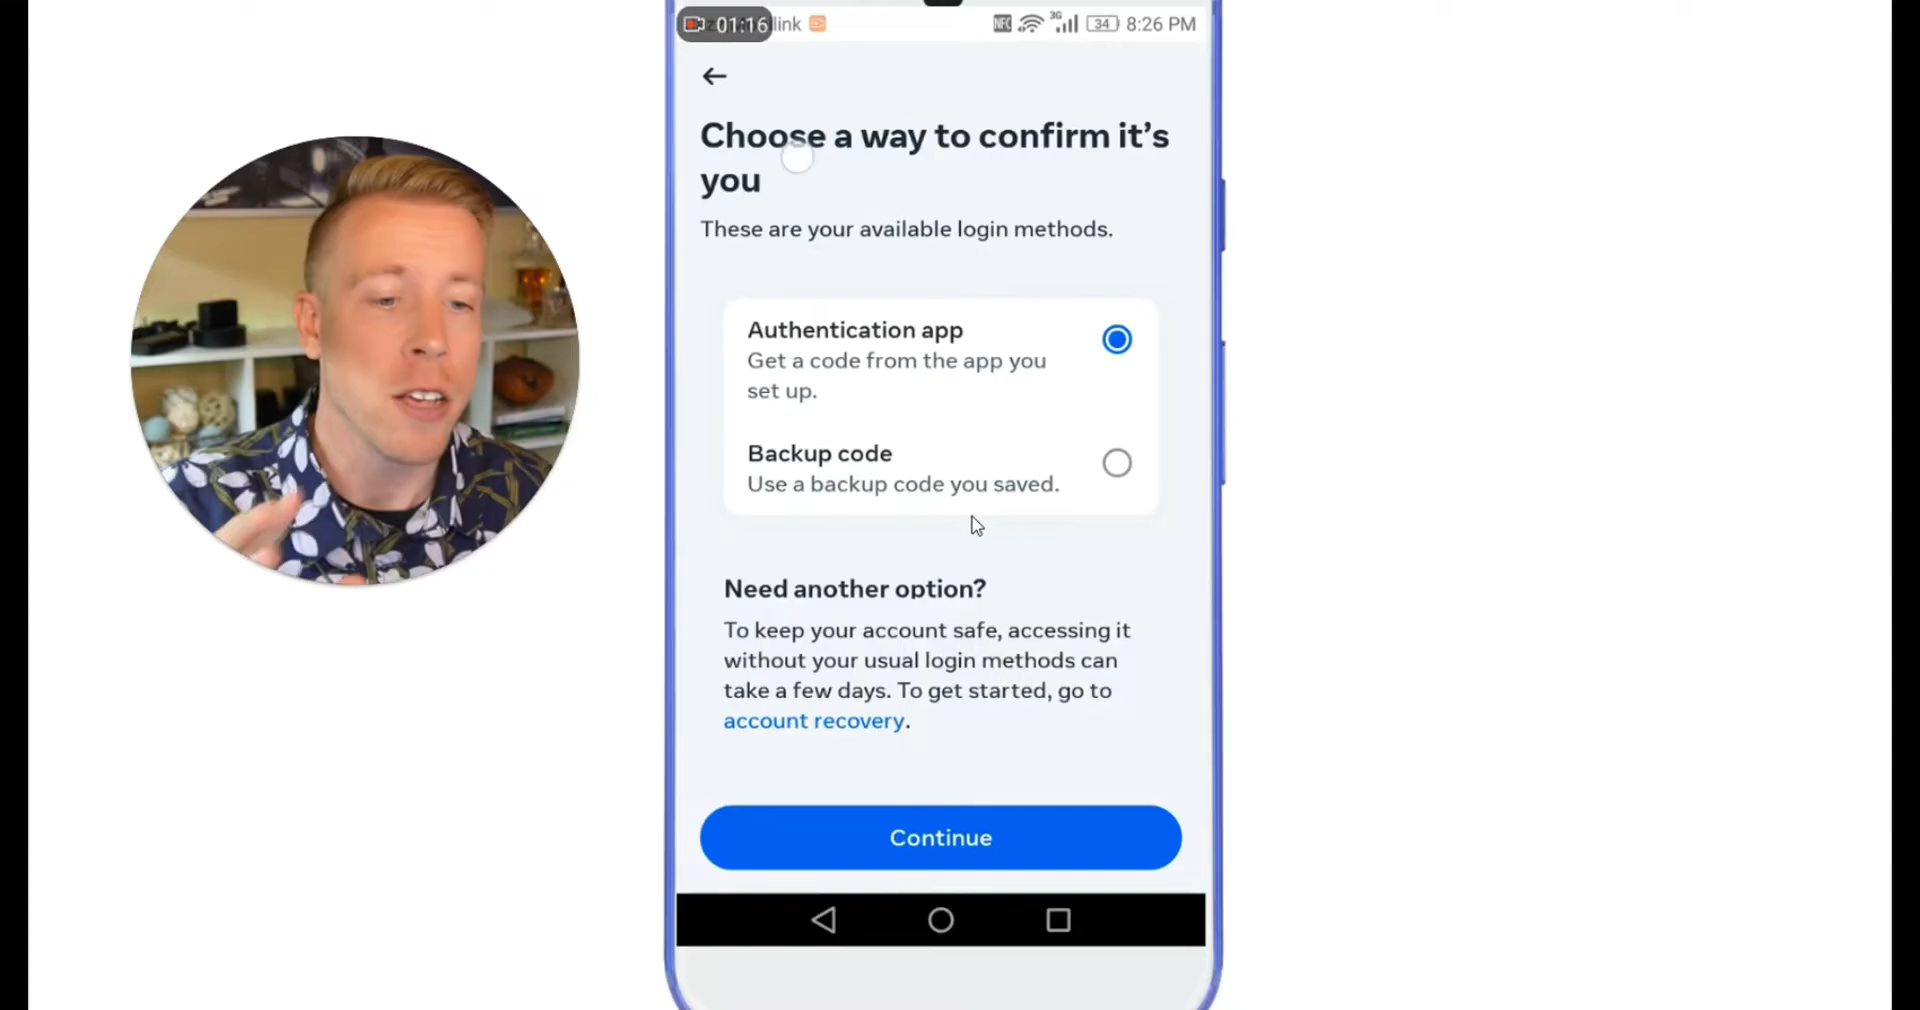 01:16 link NFC 3G 34 8:26 PM
Choose a way to confirm it's
you
These are your available login methods.
Authentication app
Get a code from the app you
set up.
Backup code
Use a backup code you saved.
Need another option?
To keep your account safe, accessing it
without your usual login methods can
take a few days. To get started, go to
account recovery.
Continue